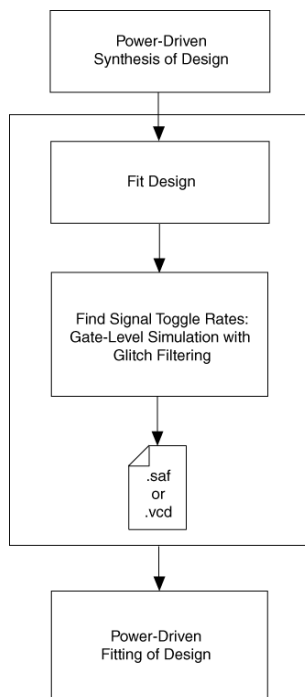 Power-Driven
Synthesis of Design
Fit Design
Find Signal Toggle Rates:
Gate-Level Simulation with
Glitch Filtering
.saf
or
.vcd
Power-Driven
Fitting of Design